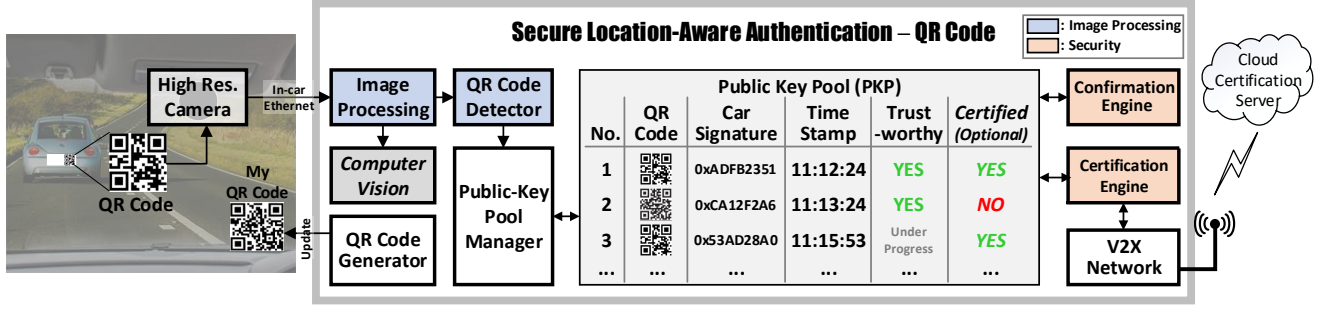 Secure Location-Aware Authentication – QR Code
: Image Processing
: Security
High Res.
Camera
QR Code
My
QR Code
In-car
Ethernet
Update
Image
Processing
QR Code
Detector
Computer
Vision
QR Code
Generator
Public-Key
Pool
Manager
Public Key Pool (PKP)
No. QR Code Car Signature Time Stamp Trust-worthy Certified (Optional)
1 0xADFB2351 11:12:24 YES YES
2 0xCA12F2A6 11:13:24 YES NO
3 0x53AD28A0 11:15:53 Under Progress YES
... ... ... ... ... ...
Confirmation
Engine
Certification
Engine
V2X
Network
Cloud
Certification
Server